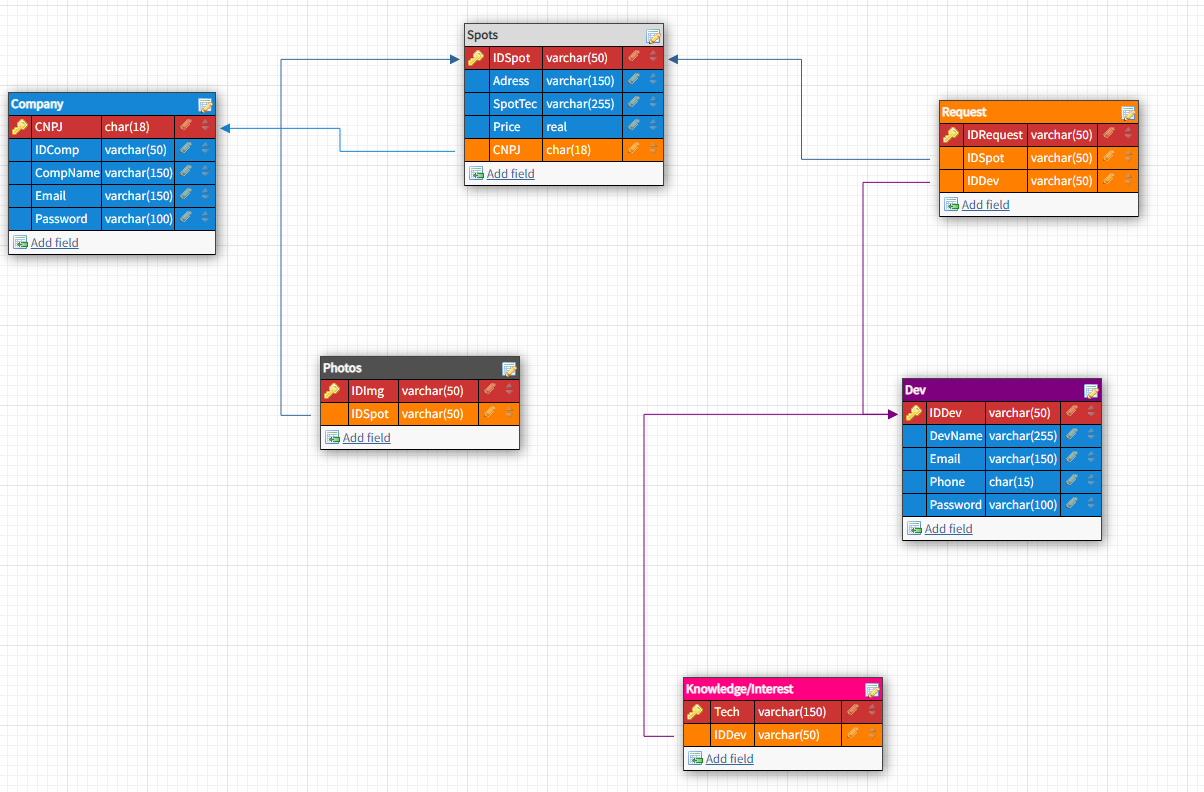 Spots
IDSpot varchar(50)
Adress varchar(150)
SpotTec varchar(255)
Price real
CNPJ char(18)
Add field
Company
CNPJ char(18)
IDComp varchar(50)
CompName varchar(150)
Email varchar(150)
Password varchar(100)
Add field
Request
IDRequest varchar(50)
IDSpot varchar(50)
IDDev varchar(50)
Add field
Photos
IDImg varchar(50)
IDSpot varchar(50)
Add field
Dev
IDDev varchar(50)
DevName varchar(255)
Email varchar(150)
Phone char(15)
Password varchar(100)
Add field
Knowledge/Interest
Tech varchar(150)
IDDev varchar(50)
Add field